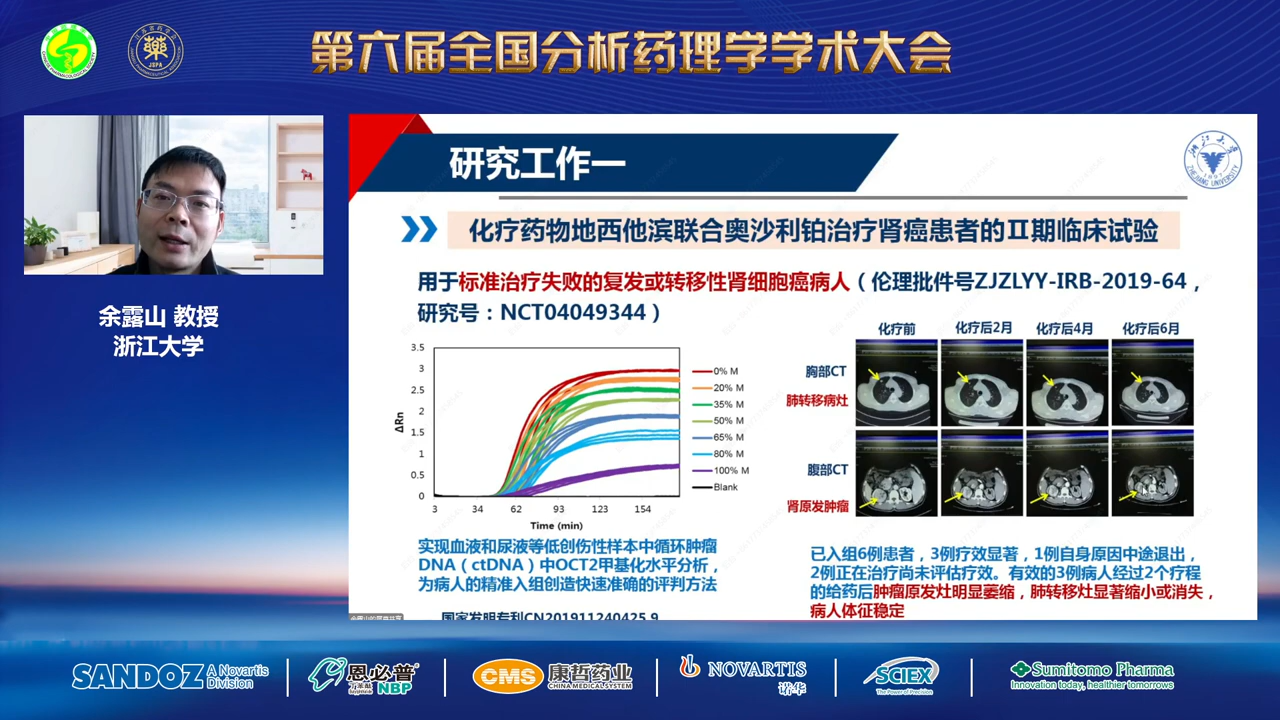 第六届全国分析药理学学术大会
余露山 教授
浙江大学
研究工作一
ZHEJIANG UNIVERSITY
1897
化疗药物地西他滨联合奥沙利铂治疗肾癌患者的Ⅱ期临床试验
用于标准治疗失败的复发或转移性肾细胞癌病人（伦理批件号ZJZLYY-IRB-2019-64，
研究号：NCT04049344）
3.5
3
2.5
2
1.5
1
0.5
0
ΔRn
3 34 62 93 123 154
Time (min)
0% M
20% M
35% M
50% M
65% M
80% M
100% M
Blank
化疗前 化疗后2月 化疗后4月 化疗后6月
胸部CT
肺转移病灶
腹部CT
肾原发肿瘤
实现血液和尿液等低创伤性样本中循环肿瘤
DNA（ctDNA）中OCT2甲基化水平分析，
为病人的精准入组创造快速准确的评判方法
国家发明专利CN201911240425.9
已入组6例患者，3例疗效显著，1例自身原因中途退出，
2例正在治疗尚未评估疗效。有效的3例病人经过2个疗程
的给药后肿瘤原发灶明显萎缩，肺转移灶显著缩小或消失，
病人体征稳定
SANDOZ A Novartis
Division
恩必普
NBP
CMS 康哲药业
CHINA MEDICAL SYSTEM
NOVARTIS
诺华
SCIEX
The Power of Precision
Sumitomo Pharma
Innovation today, healthier tomorrows